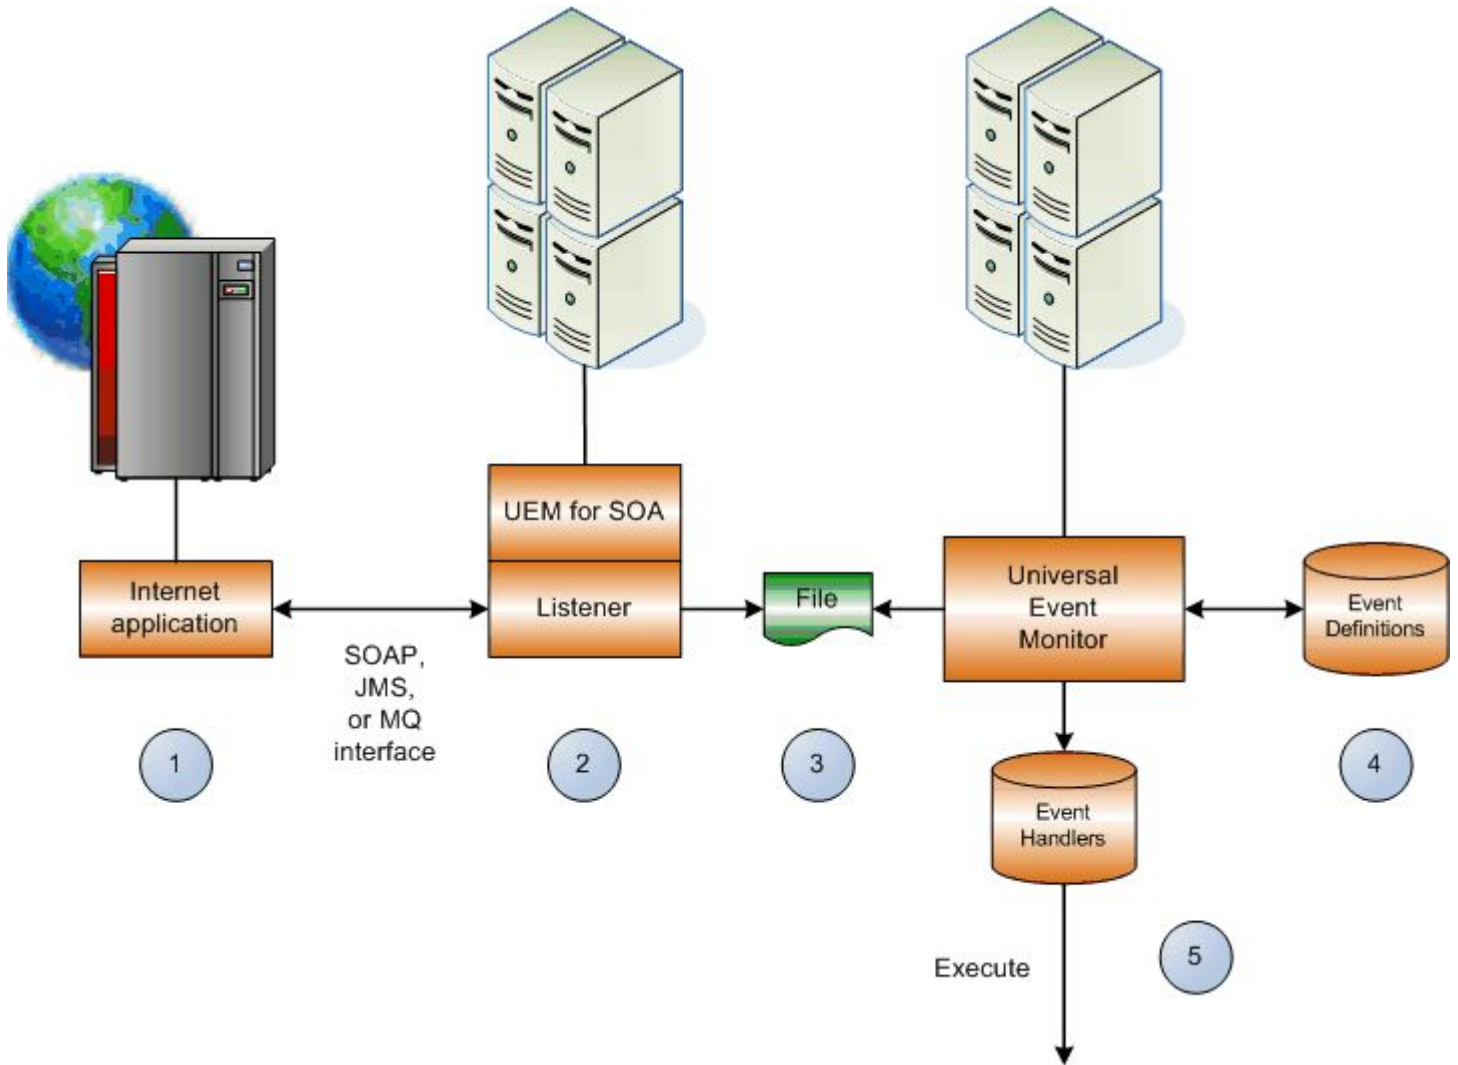 UEM for SOA
Internet
application
Listener
File
Universal
Event
Monitor
Event
Definitions
SOAP,
JMS,
or MQ
interface
1
2
3
4
Event
Handlers
5
Execute